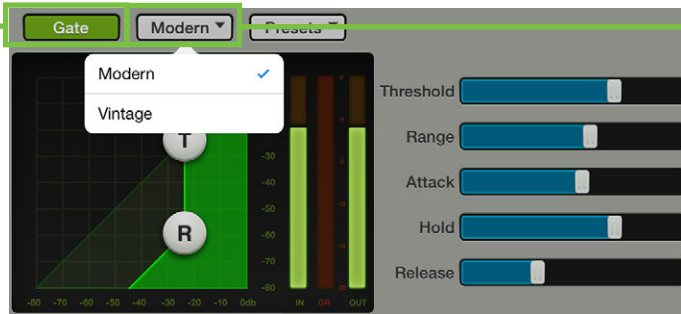 Gate
Modern
Presets
Modern
Vintage
T
R
-30
-40
-50
-60
-70
-80
-80 -70 -60 -50 -40 -30 -20 -10 0db
IN GR OUT
Threshold
Range
Attack
Hold
Release